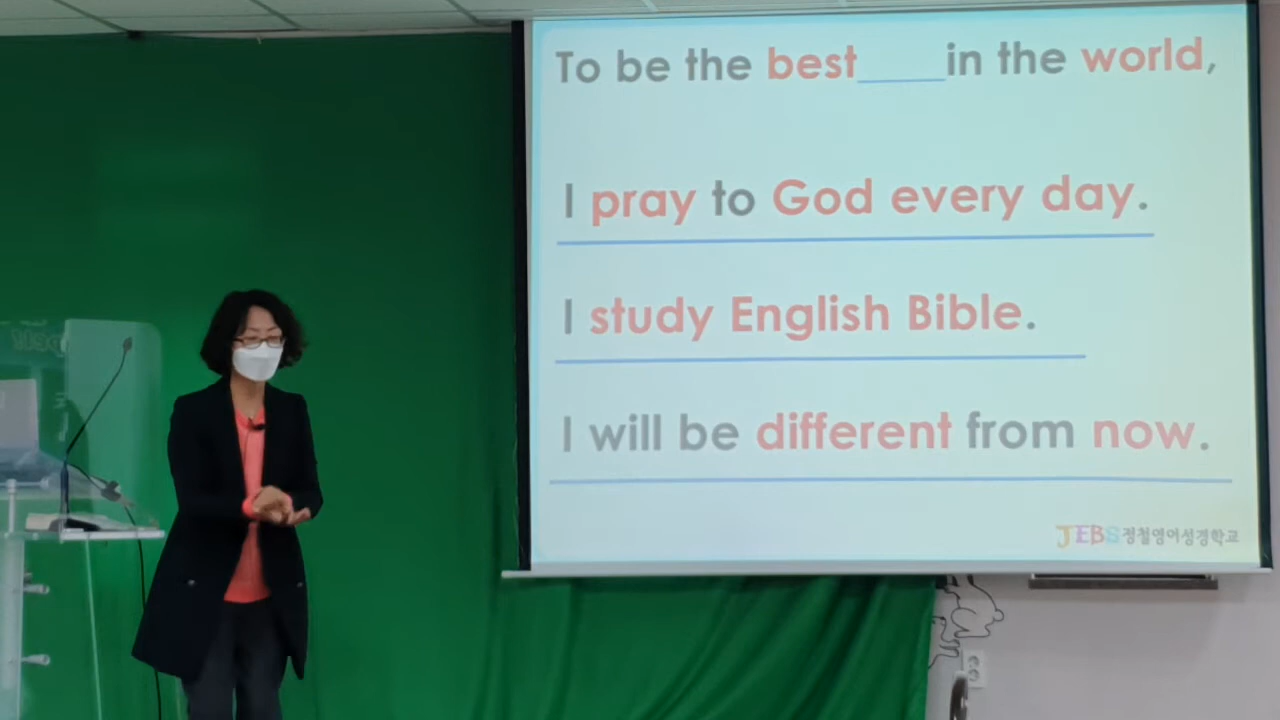 To be the best____in the world,
I pray to God every day.
I study English Bible.
I will be different from now.
JEBS정철영어성경학교